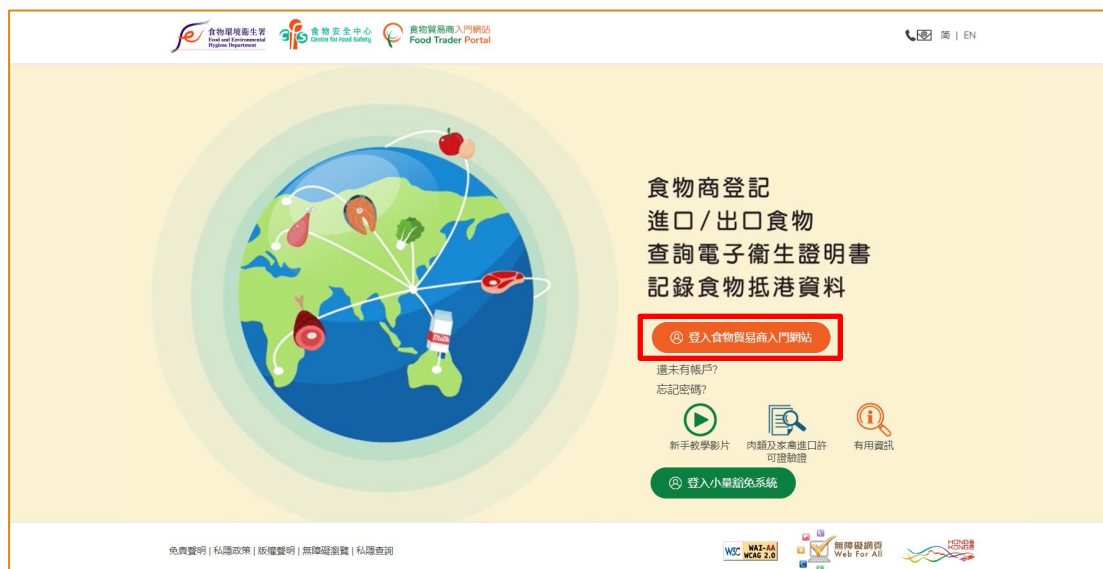 食物環境衞生署
Food and Environmental
Hygiene Department
食物安全中心
Centre for Food Safety
食物貿易商入門網站
Food Trader Portal
简 | EN
食物商登記
進口/出口食物
查詢電子衞生證明書
記錄食物抵港資料
登入食物貿易商入門網站
還未有帳戶?
忘記密碼?
新手教學影片
肉類及家禽進口許
可證驗證
有用資訊
登入小量豁免系統
Milk
免責聲明 | 私隱政策 | 版權聲明 | 無障礙瀏覽 | 私隱查詢
W3C WAI-AA
WCAG 2.0
無障礙網頁
Web For All
HONG
KONG